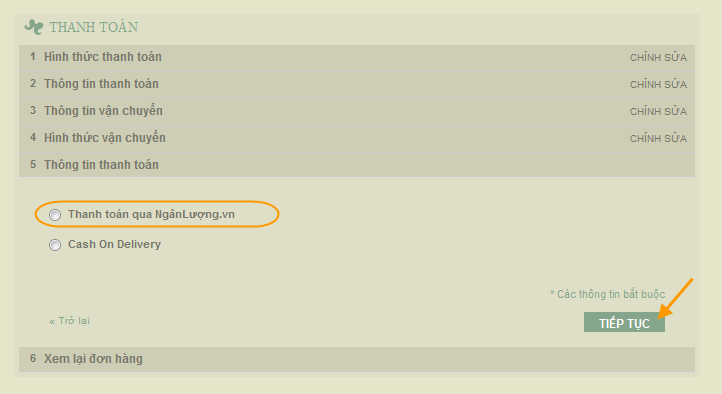 THANH TOÁN
1 Hình thức thanh toán CHỈNH SỬA
2 Thông tin thanh toán CHỈNH SỬA
3 Thông tin vận chuyển CHỈNH SỬA
4 Hình thức vận chuyển CHỈNH SỬA
5 Thông tin thanh toán
Thanh toán qua NgânLượng.vn
Cash On Delivery
* Các thông tin bắt buộc
« Trở lại
TIẾP TỤC
6 Xem lại đơn hàng